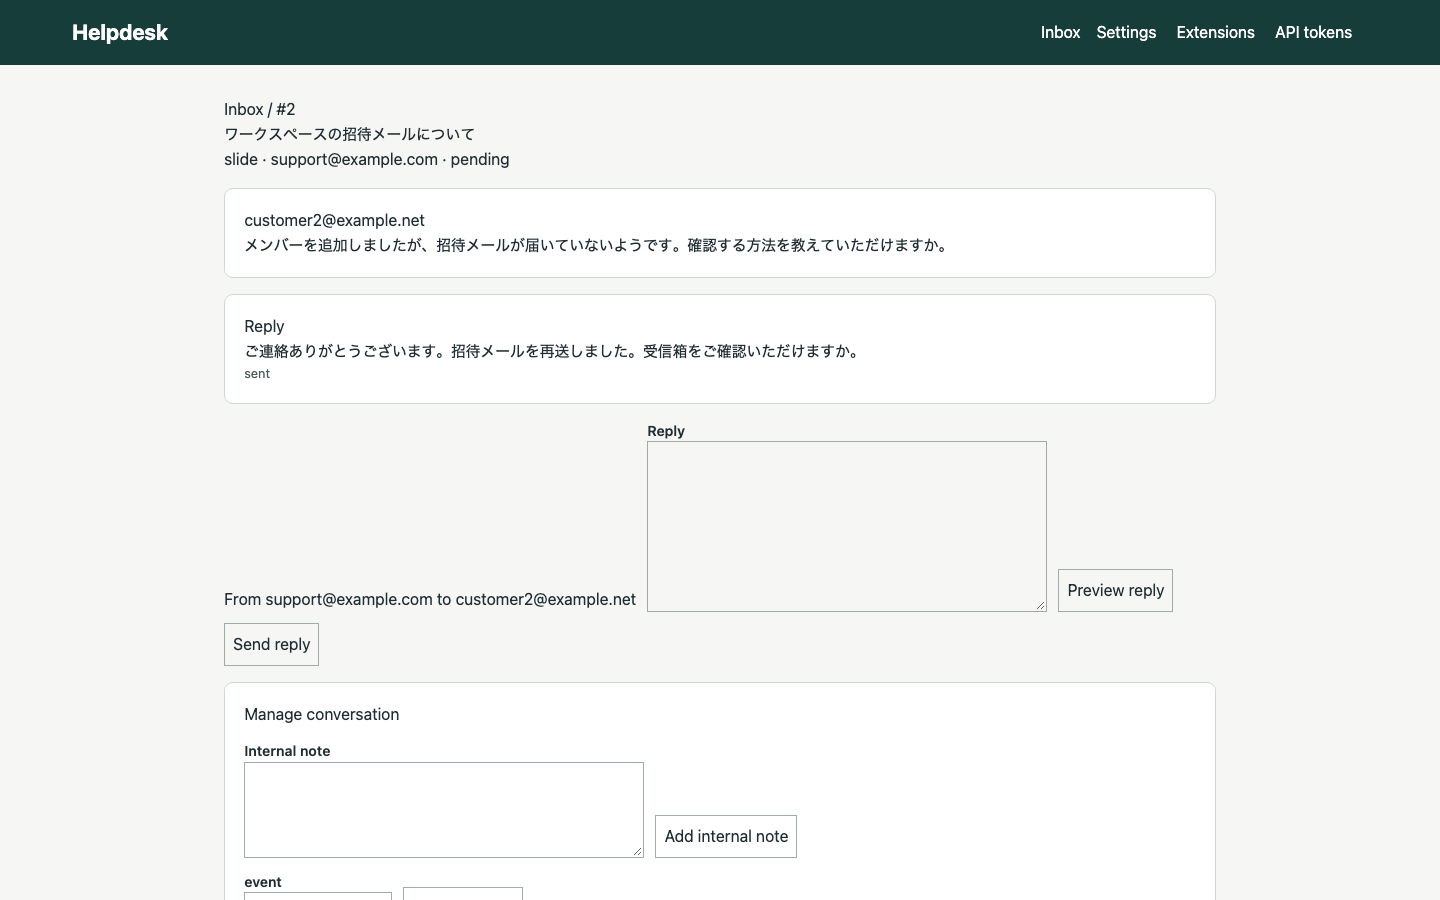 Helpdesk
Inbox Settings Extensions API tokens
Inbox / #2
ワークスペースの招待メールについて
slide · support@example.com · pending
customer2@example.net
メンバーを追加しましたが、招待メールが届いていないようです。確認する方法を教えていただけますか。
Reply
ご連絡ありがとうございます。招待メールを再送しました。受信箱をご確認いただけますか。
sent
Reply
From support@example.com to customer2@example.net
Preview reply
Send reply
Manage conversation
Internal note
Add internal note
event